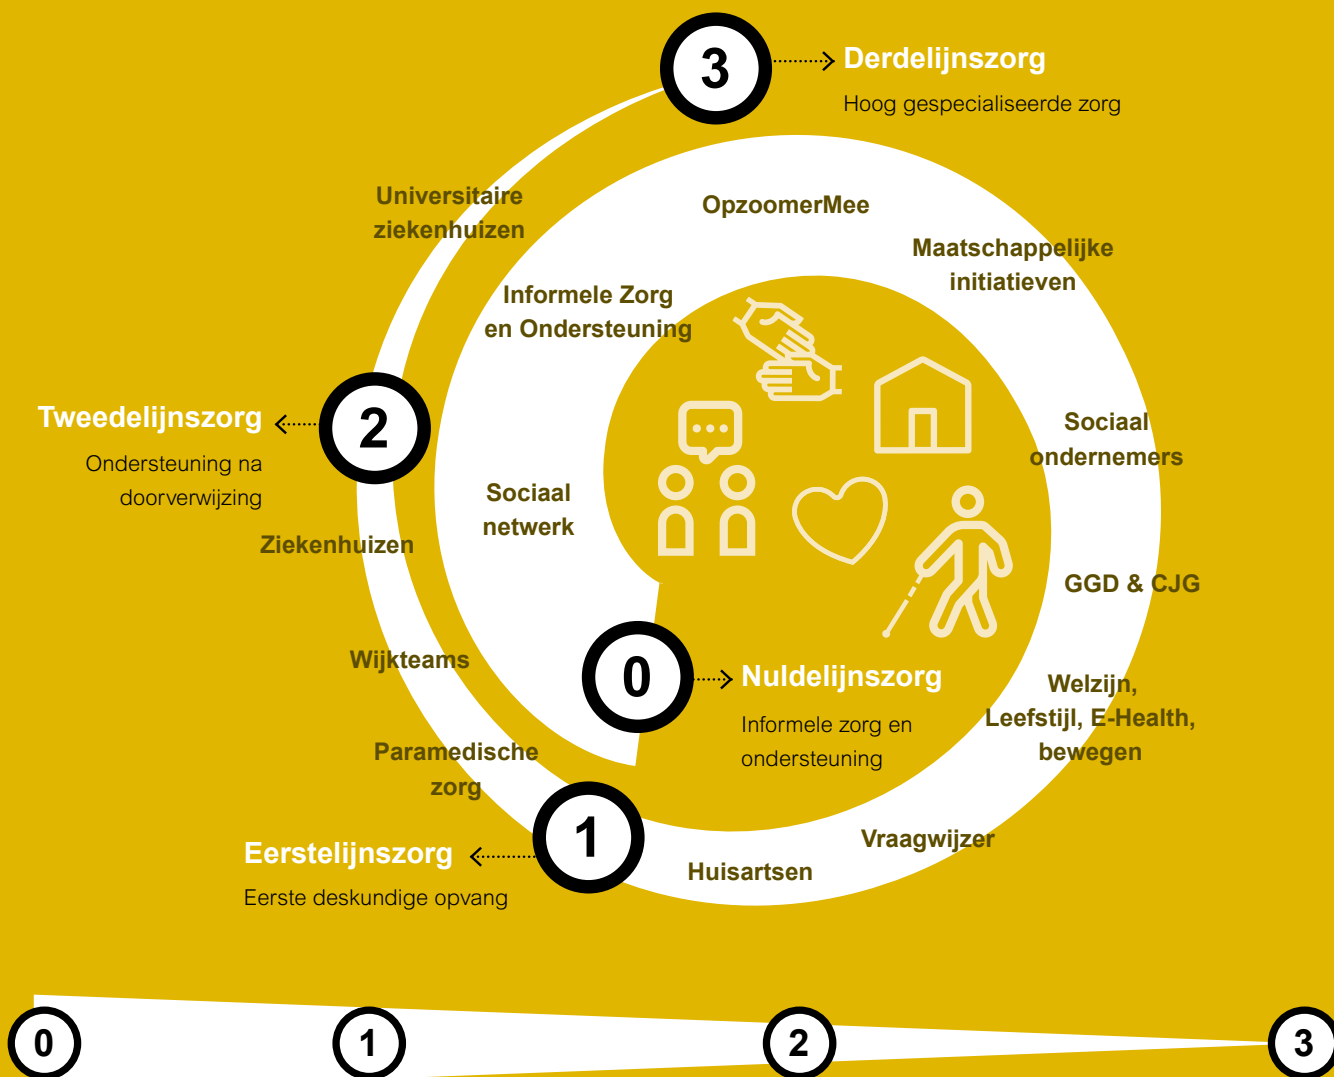 3
Derdelijnszorg
Hoog gespecialiseerde zorg
Universitaire
ziekenhuizen
OpzoomerMee
Maatschappelijke
initiatieven
Informele Zorg
en Ondersteuning
Tweedelijnszorg
2
Ondersteuning na
doorverwijzing
Sociaal
ondernemers
Sociaal
netwerk
Ziekenhuizen
GGD & CJG
Wijkteams
0
Nuldelijnszorg
Informele zorg en
ondersteuning
Welzijn,
Leefstijl, E-Health,
bewegen
Paramedische
zorg
1
Eerstelijnszorg
Eerste deskundige opvang
Vraagwijzer
Huisartsen
0
1
2
3